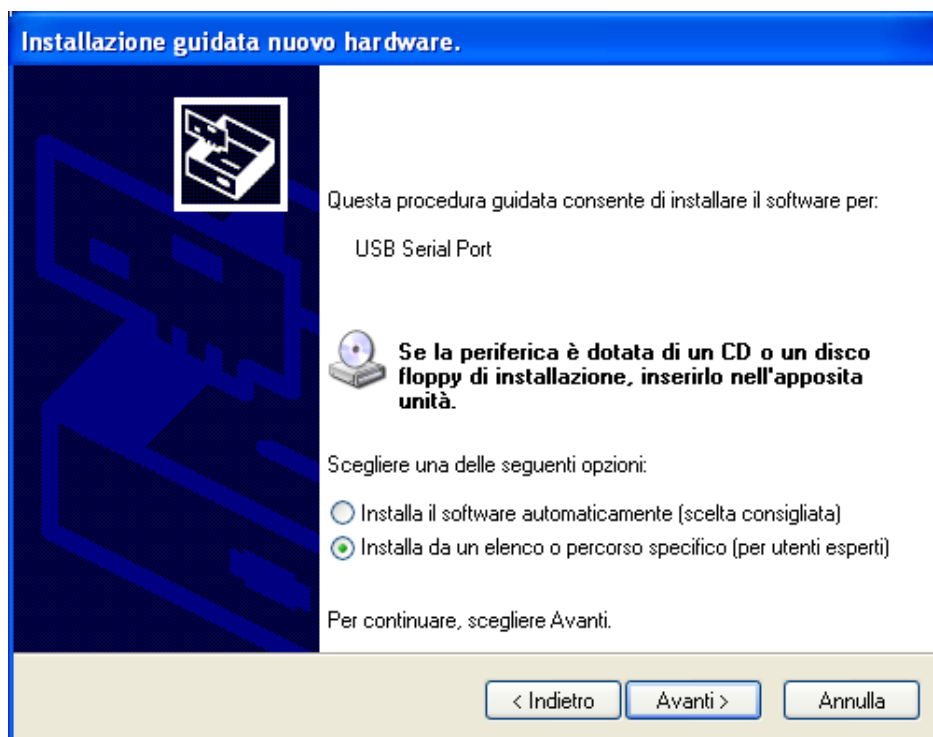 Installazione guidata nuovo hardware.
Questa procedura guidata consente di installare il software per:
USB Serial Port
Se la periferica è dotata di un CD o un disco
floppy di installazione, inserirlo nell'apposita
unità.
Scegliere una delle seguenti opzioni:
Installa il software automaticamente (scelta consigliata)
Installa da un elenco o percorso specifico (per utenti esperti)
Per continuare, scegliere Avanti.
< Indietro
Avanti >
Annulla